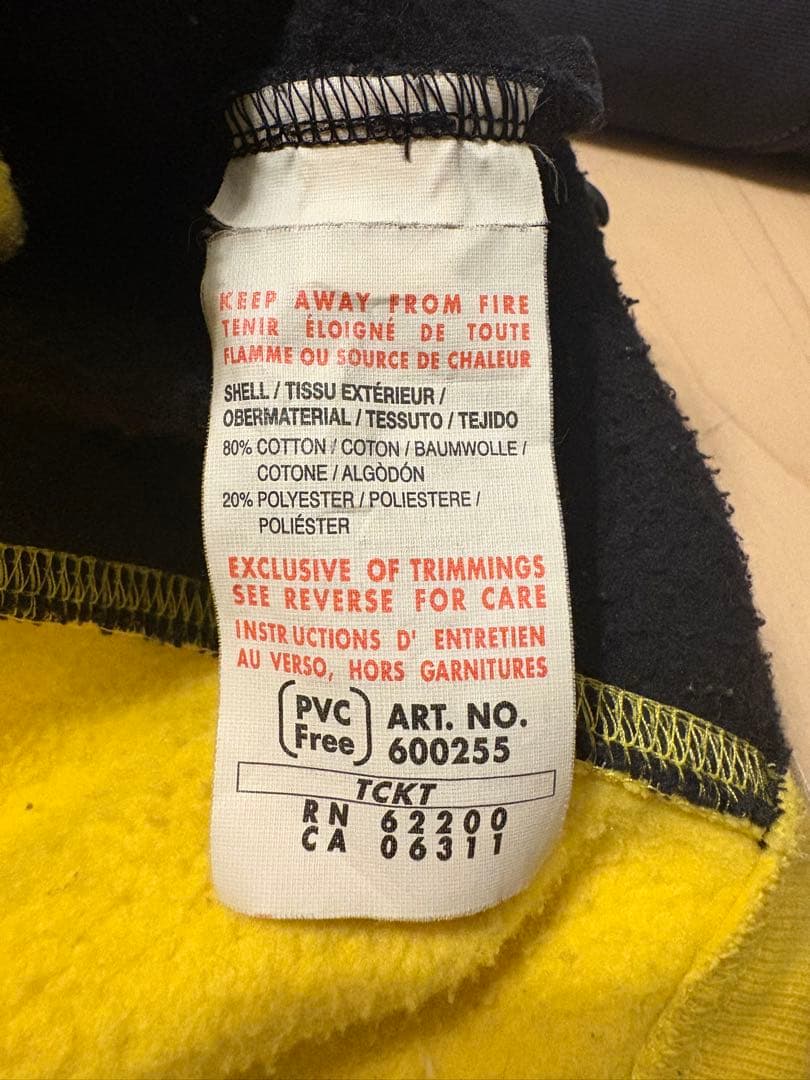 KEEP AWAY FROM FIRE
TENIR ÉLOIGNÉ DE TOUTE
FLAMME OU SOURCE DE CHALEUR
SHELL / TISSU EXTÉRIEUR /
OBERMATERIAL / TESSUTO / TEJIDO
80% COTTON / COTON / BAUMWOLLE /
COTONE / ALGÒDÓN
20% POLYESTER / POLIESTERE /
POLIÉSTER
EXCLUSIVE OF TRIMMINGS
SEE REVERSE FOR CARE
INSTRUCTIONS D' ENTRETIEN
AU VERSO, HORS GARNITURES
PVC Free
ART. NO.
600255
TCKT
RN 62200
CA 06311